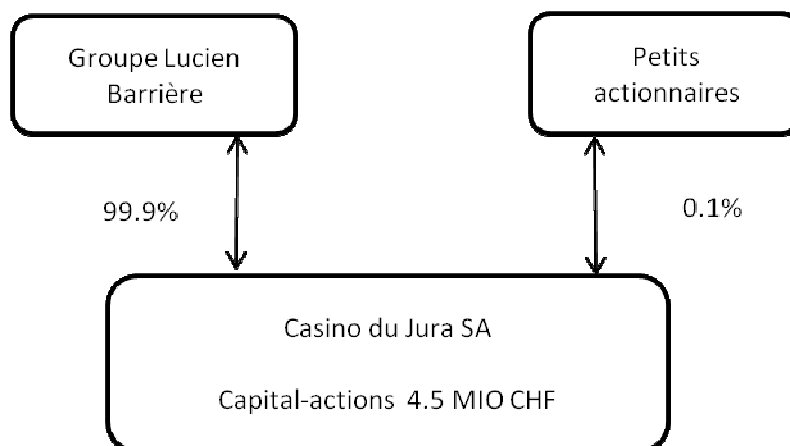 Groupe Lucien
Barrière
Petits
actionnaires
99.9%
0.1%
Casino du Jura SA
Capital-actions 4.5 MIO CHF